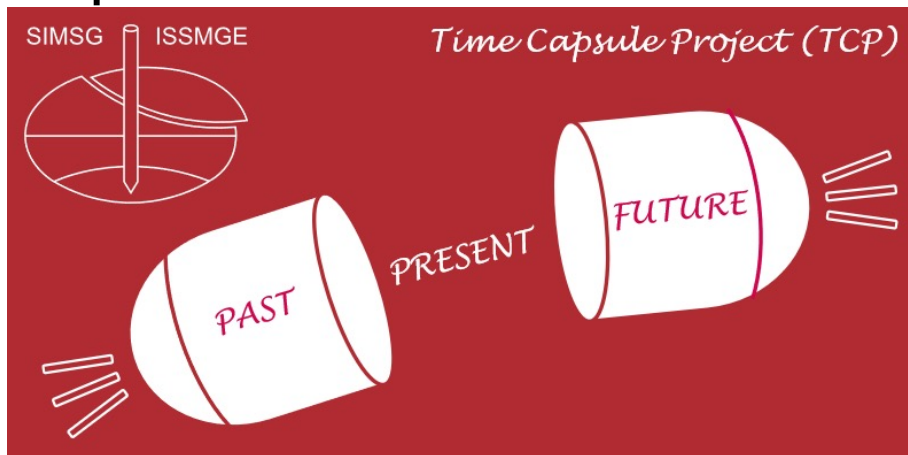 SIMSG ISSMGE
Time Capsule Project (TCP)
PAST
PRESENT
FUTURE